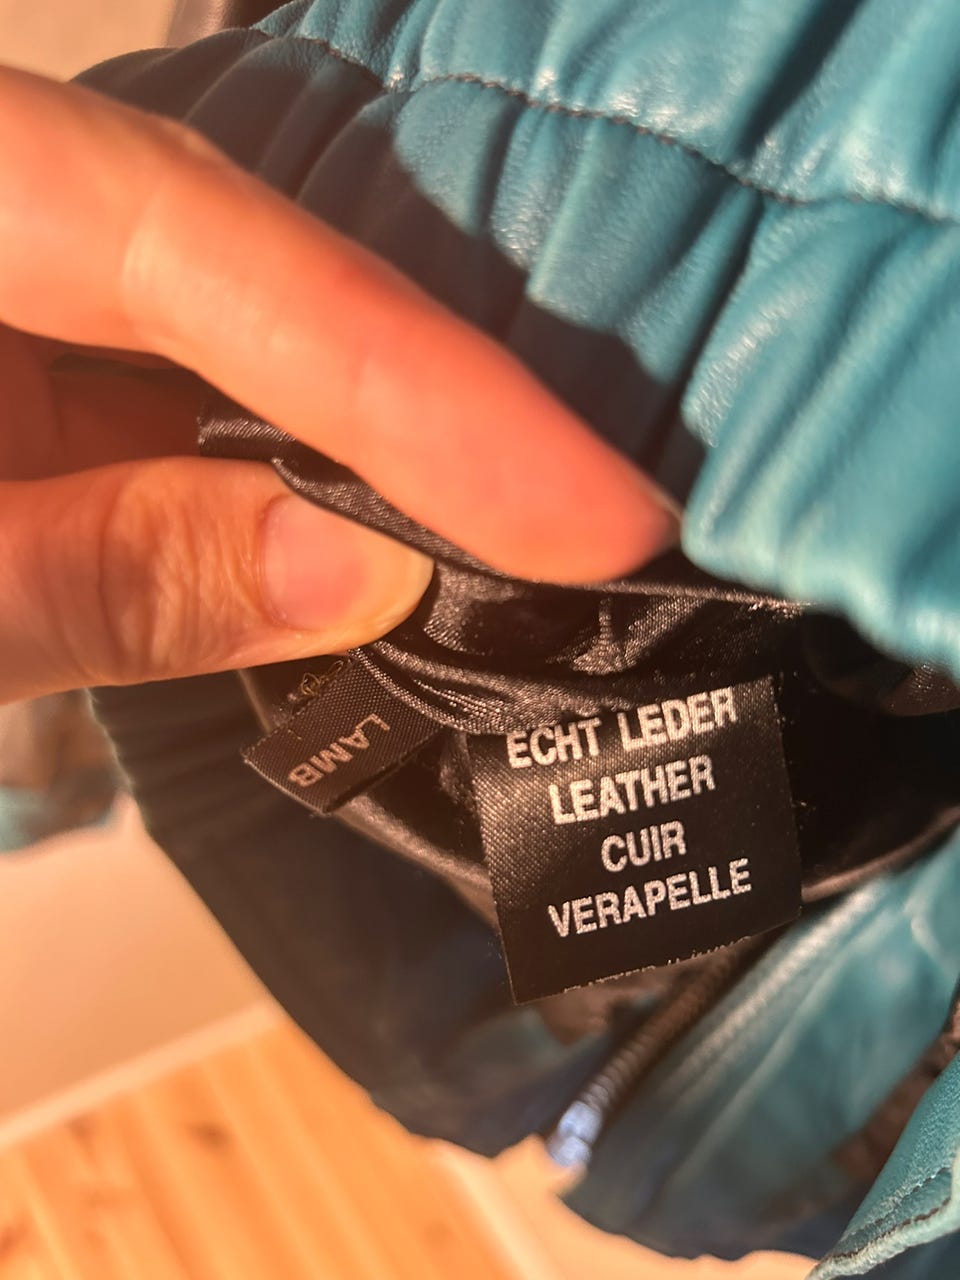 LAMB
ECHT LEDER
LEATHER
CUIR
VERAPELLE